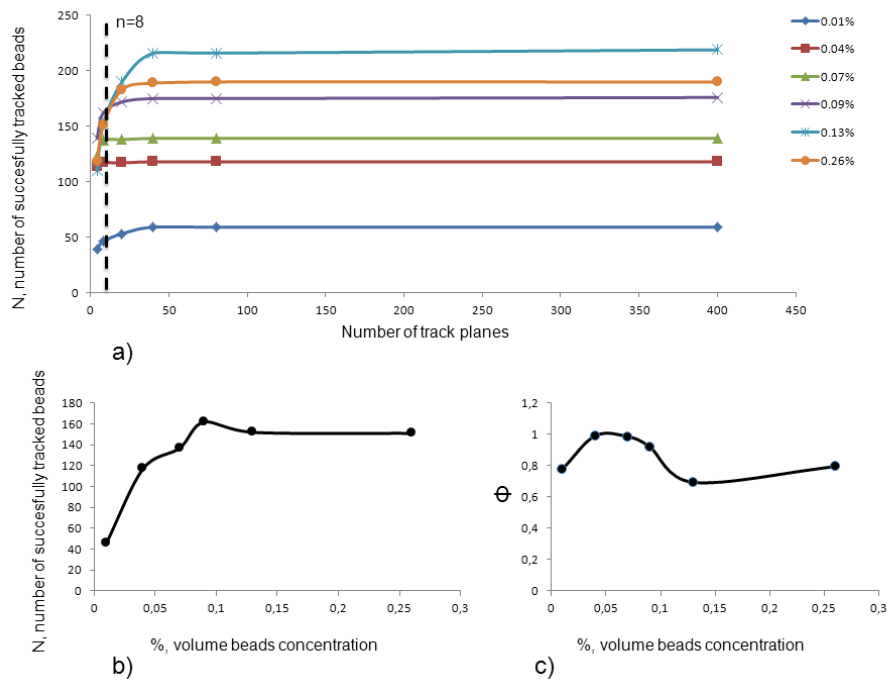 n=8
250
200
150
100
50
0
0 50 100 150 200 250 300 350 400 450
N, number of succesfully tracked beads
Number of track planes
0.01%
0.04%
0.07%
0.09%
0.13%
0.26%
a)
180
160
140
120
100
80
60
40
20
0
0 0,05 0,1 0,15 0,2 0,25 0,3
N, number of succesfully tracked beads
%, volume beads concentration
b)
1,2
1
0,8
0,6
0,4
0,2
0
0 0,05 0,1 0,15 0,2 0,25 0,3
Φ
%, volume beads concentration
c)